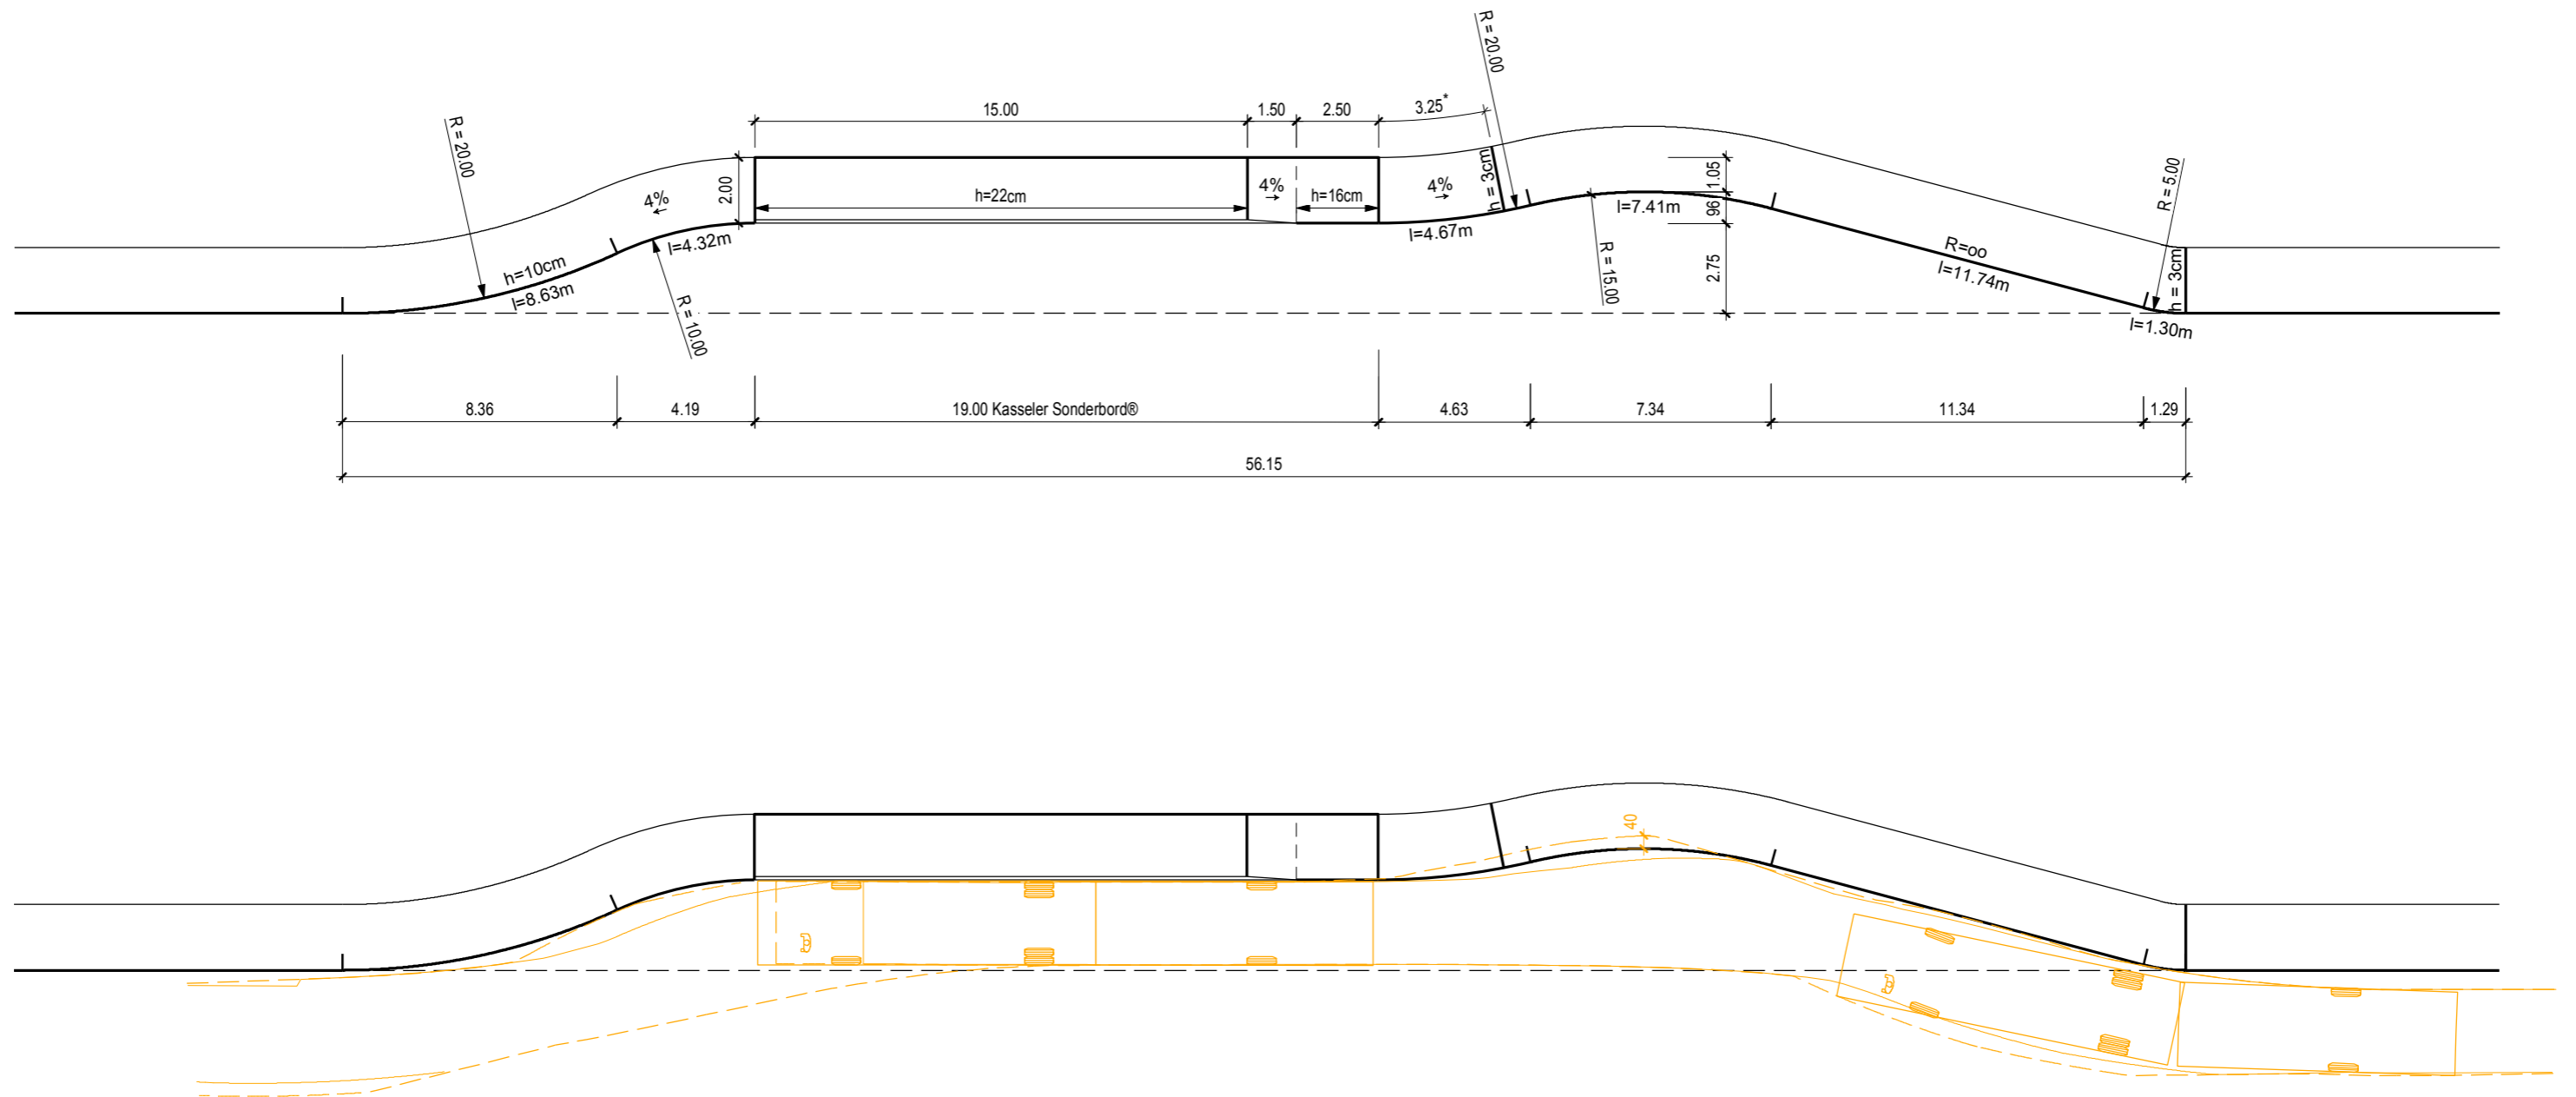 R = 20.00
15.00
1.50
2.50
3.25*
R = 20.00
4%
2.00
h=22cm
4%
h=16cm
4%
h = 3cm
1.05
96
l=7.41m
R = 5.00
l=4.32m
l=4.67m
h=10cm
l=8.63m
R = 10.00
R = 15.00
2.75
R=oo
l=11.74m
h = 3cm
l=1.30m
8.36
4.19
19.00 Kasseler Sonderbord®
4.63
7.34
11.34
1.29
56.15
40